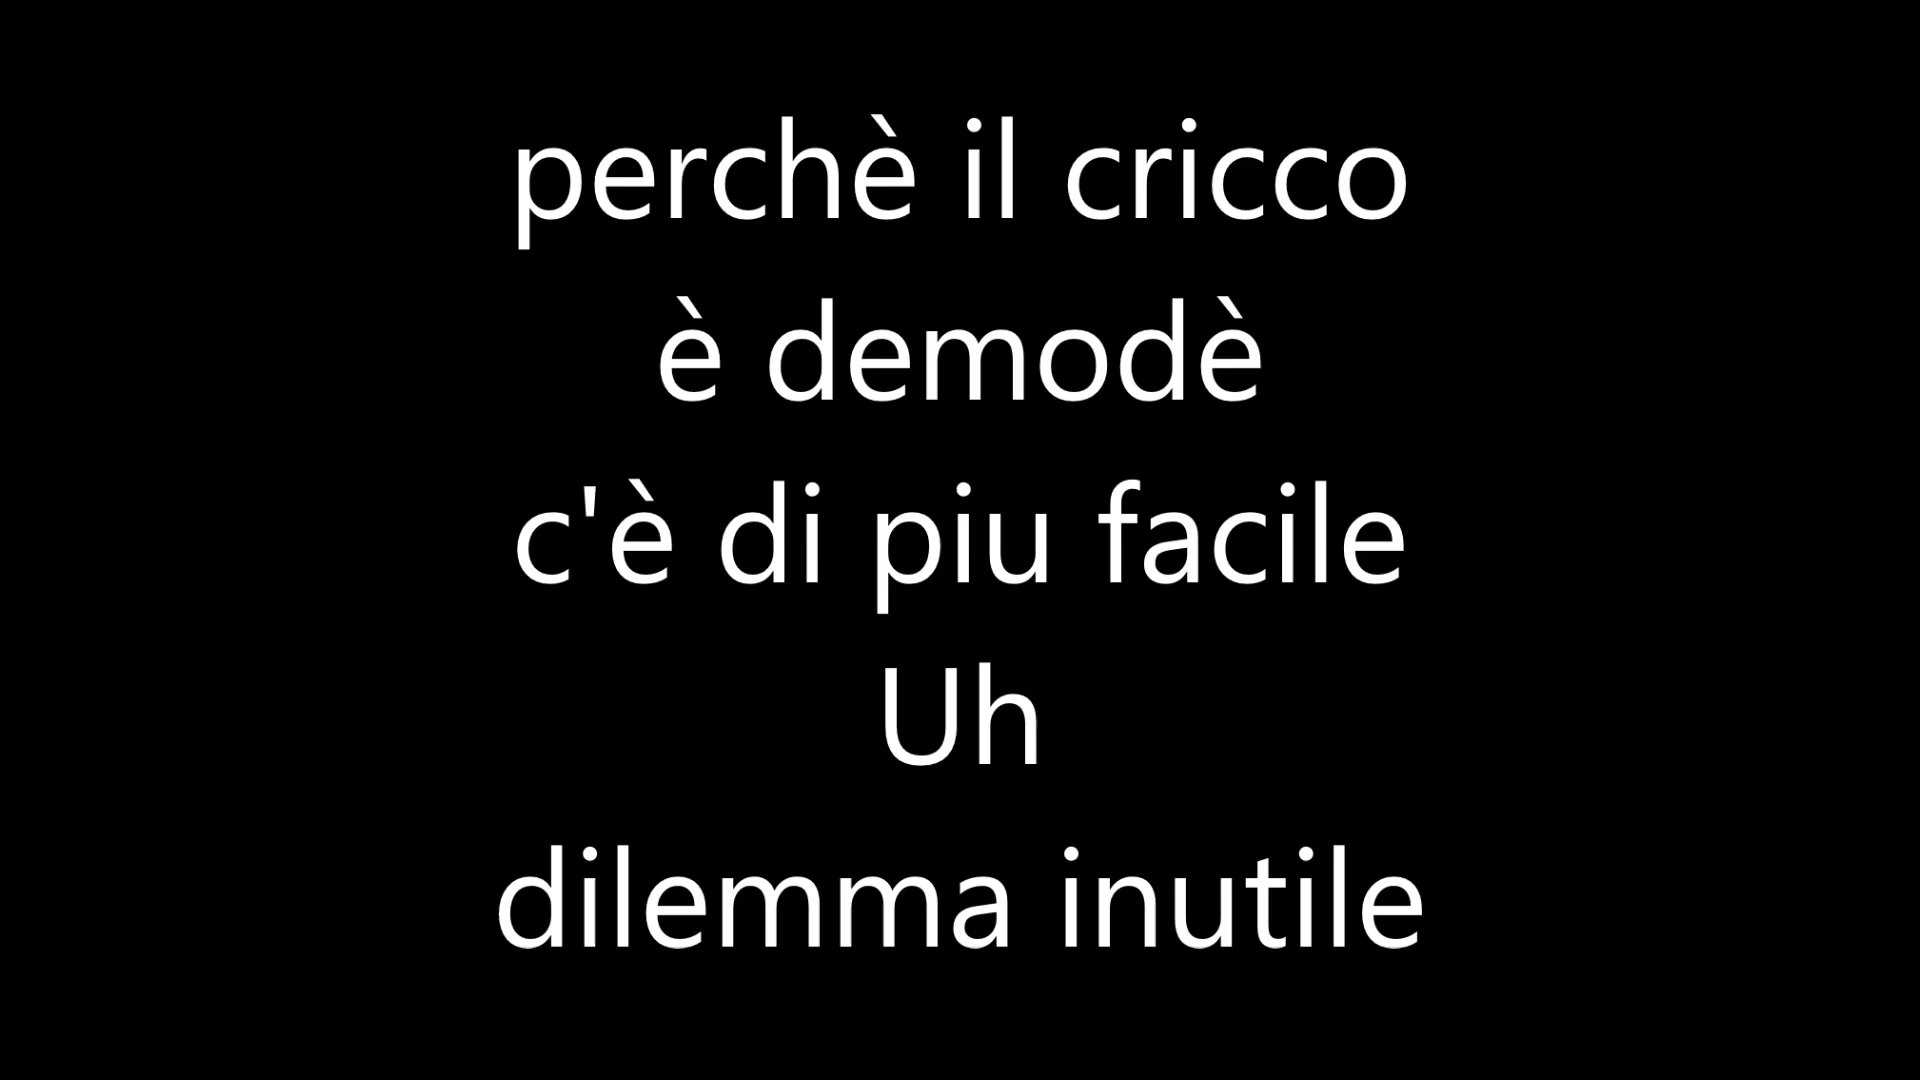 perchè il cricco
è demodè
c'è di piu facile
Uh
dilemma inutile